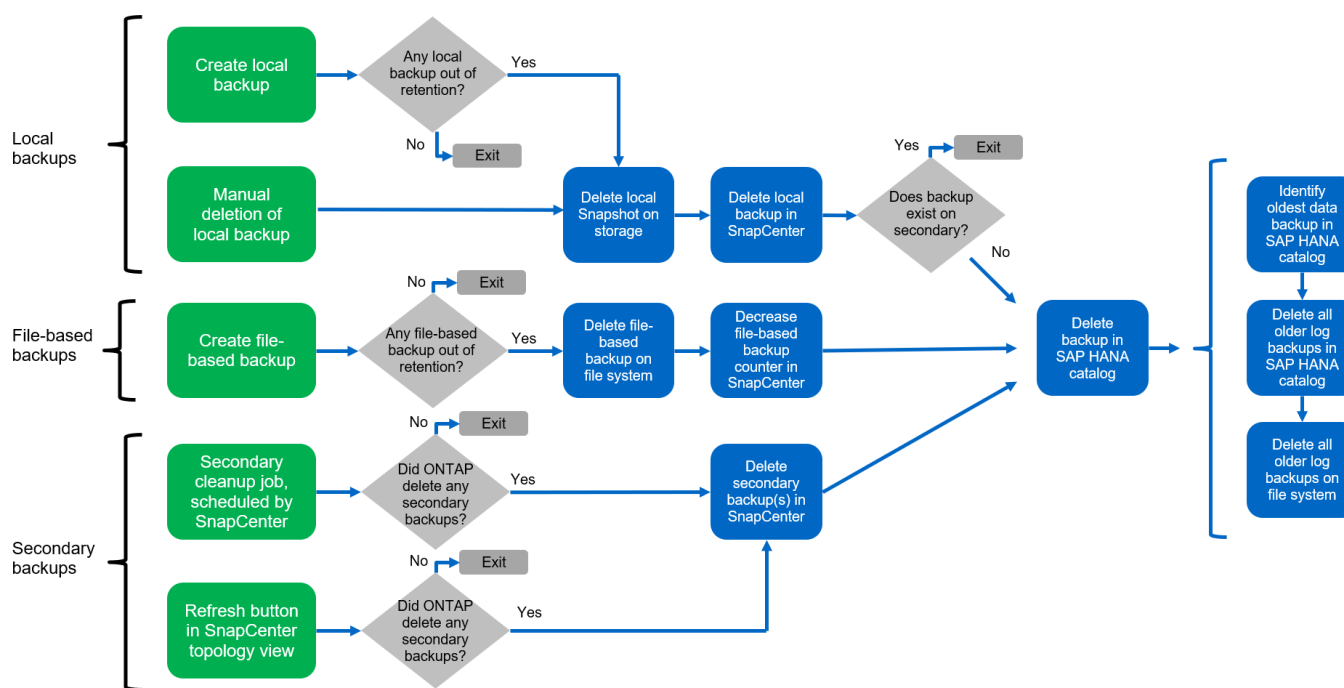 Local
backups
Create local
backup
Any local
backup out of
retention?
Yes
No
Exit
Manual
deletion of
local backup
Delete local
Snapshot on
storage
Delete local
backup in
SnapCenter
Does backup
exist on
secondary?
Yes
Exit
No
File-based
backups
Create file-
based backup
Any file-based
backup out of
retention?
No
Exit
Yes
Delete file-
based
backup on
file system
Decrease
file-based
backup
counter in
SnapCenter
Delete
backup in
SAP HANA
catalog
Identify
oldest data
backup in
SAP HANA
catalog
Delete all
older log
backups in
SAP HANA
catalog
Delete all
older log
backups on
file system
Secondary
backups
Secondary
cleanup job,
scheduled by
SnapCenter
Did ONTAP
delete any
secondary
backups?
No
Exit
Yes
Delete
secondary
backup(s) in
SnapCenter
Refresh button
in SnapCenter
topology view
Did ONTAP
delete any
secondary
backups?
No
Exit
Yes